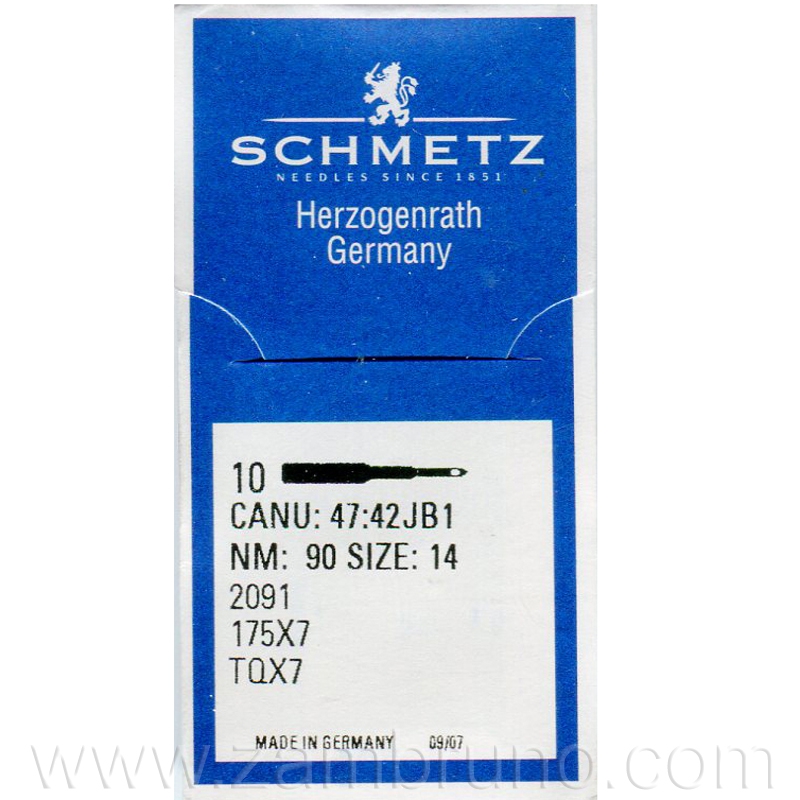 SCHMETZ
NEEDLES SINCE 1851
Herzogenrath
Germany
10
CANU: 47:42JB1
NM: 90 SIZE: 14
2091
175X7
TQX7
MADE IN GERMANY 09/07
www.zambruno.com